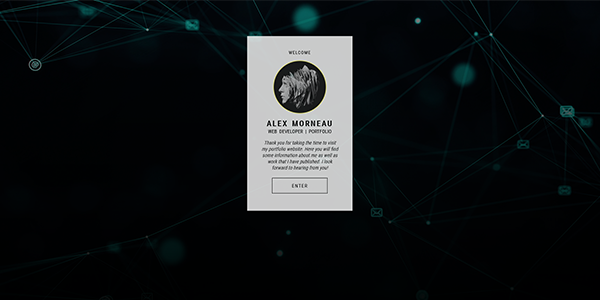 WELCOME
ALEX MORNEAU
WEB DEVELOPER | PORTFOLIO
Thank you for taking the time to visit
my portfolio website. Here you will find
some information about me as well as
work that I have published. I look
forward to hearing from you!
ENTER